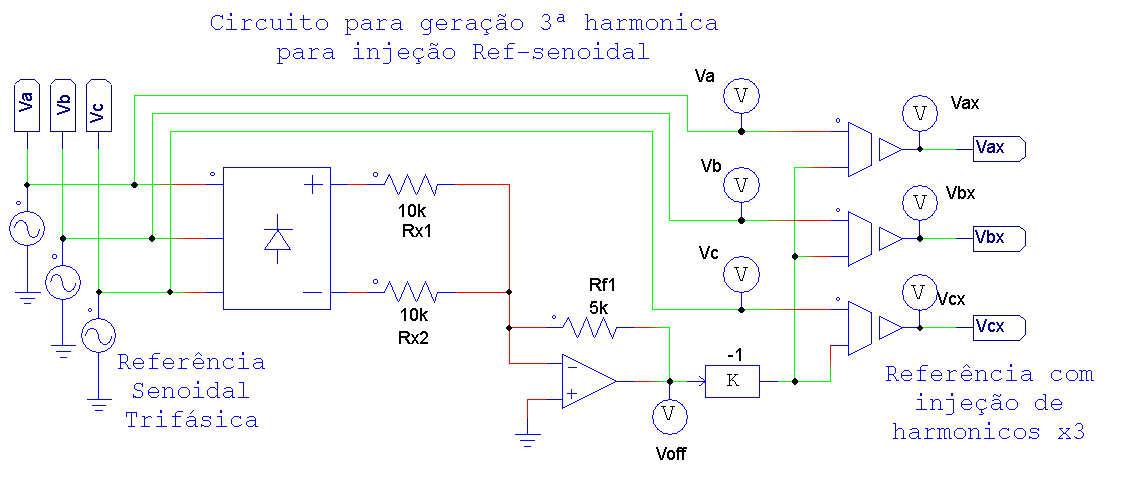 Circuito para geração 3ª harmonica
para injeção Ref-senoidal
Va
Vb
Vc
Va
V
Vax
V
Vax
Vb
V
Vbx
V
Vbx
Vc
V
Vcx
V
Vcx
10k
Rx1
10k
Rx2
Rf1
5k
-1
K
V
Voff
Referência
Senoidal
Trifásica
Referência com
injeção de
harmonicos x3